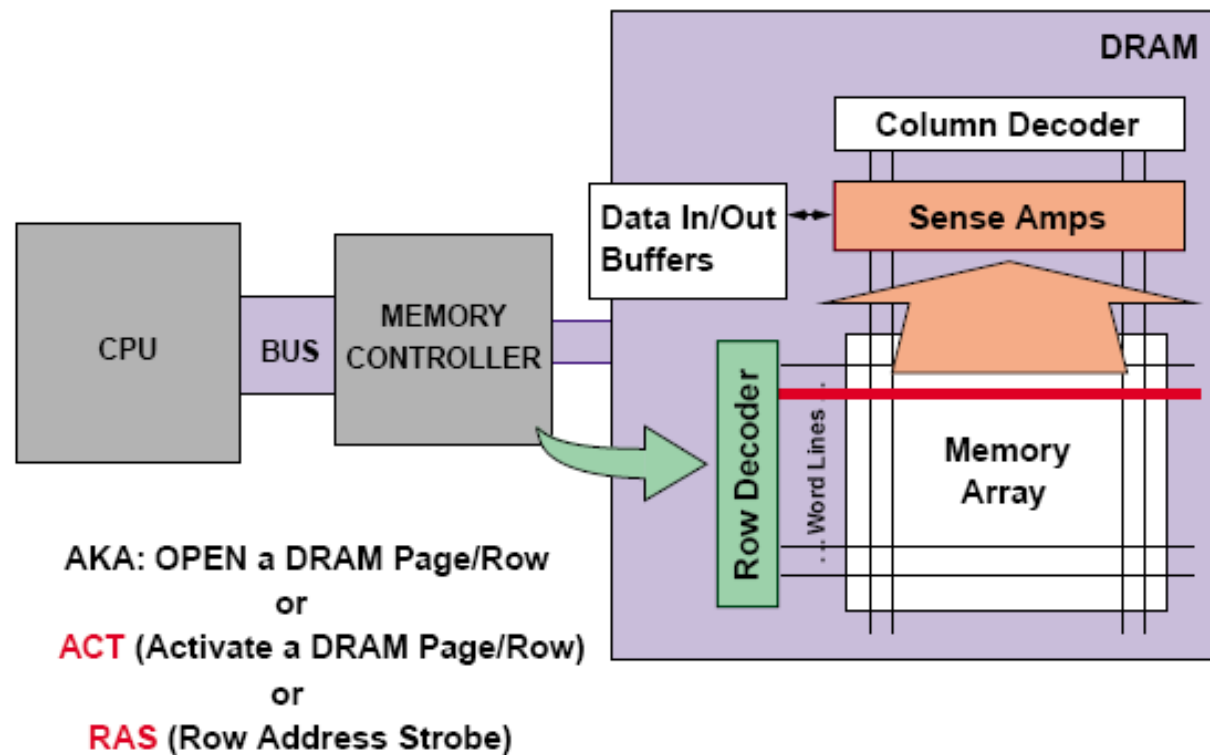 DRAM
Column Decoder
Sense Amps
Data In/Out
Buffers
CPU
BUS
MEMORY
CONTROLLER
Row Decoder
... Word Lines ...
Memory
Array
AKA: OPEN a DRAM Page/Row
or
ACT (Activate a DRAM Page/Row)
or
RAS (Row Address Strobe)